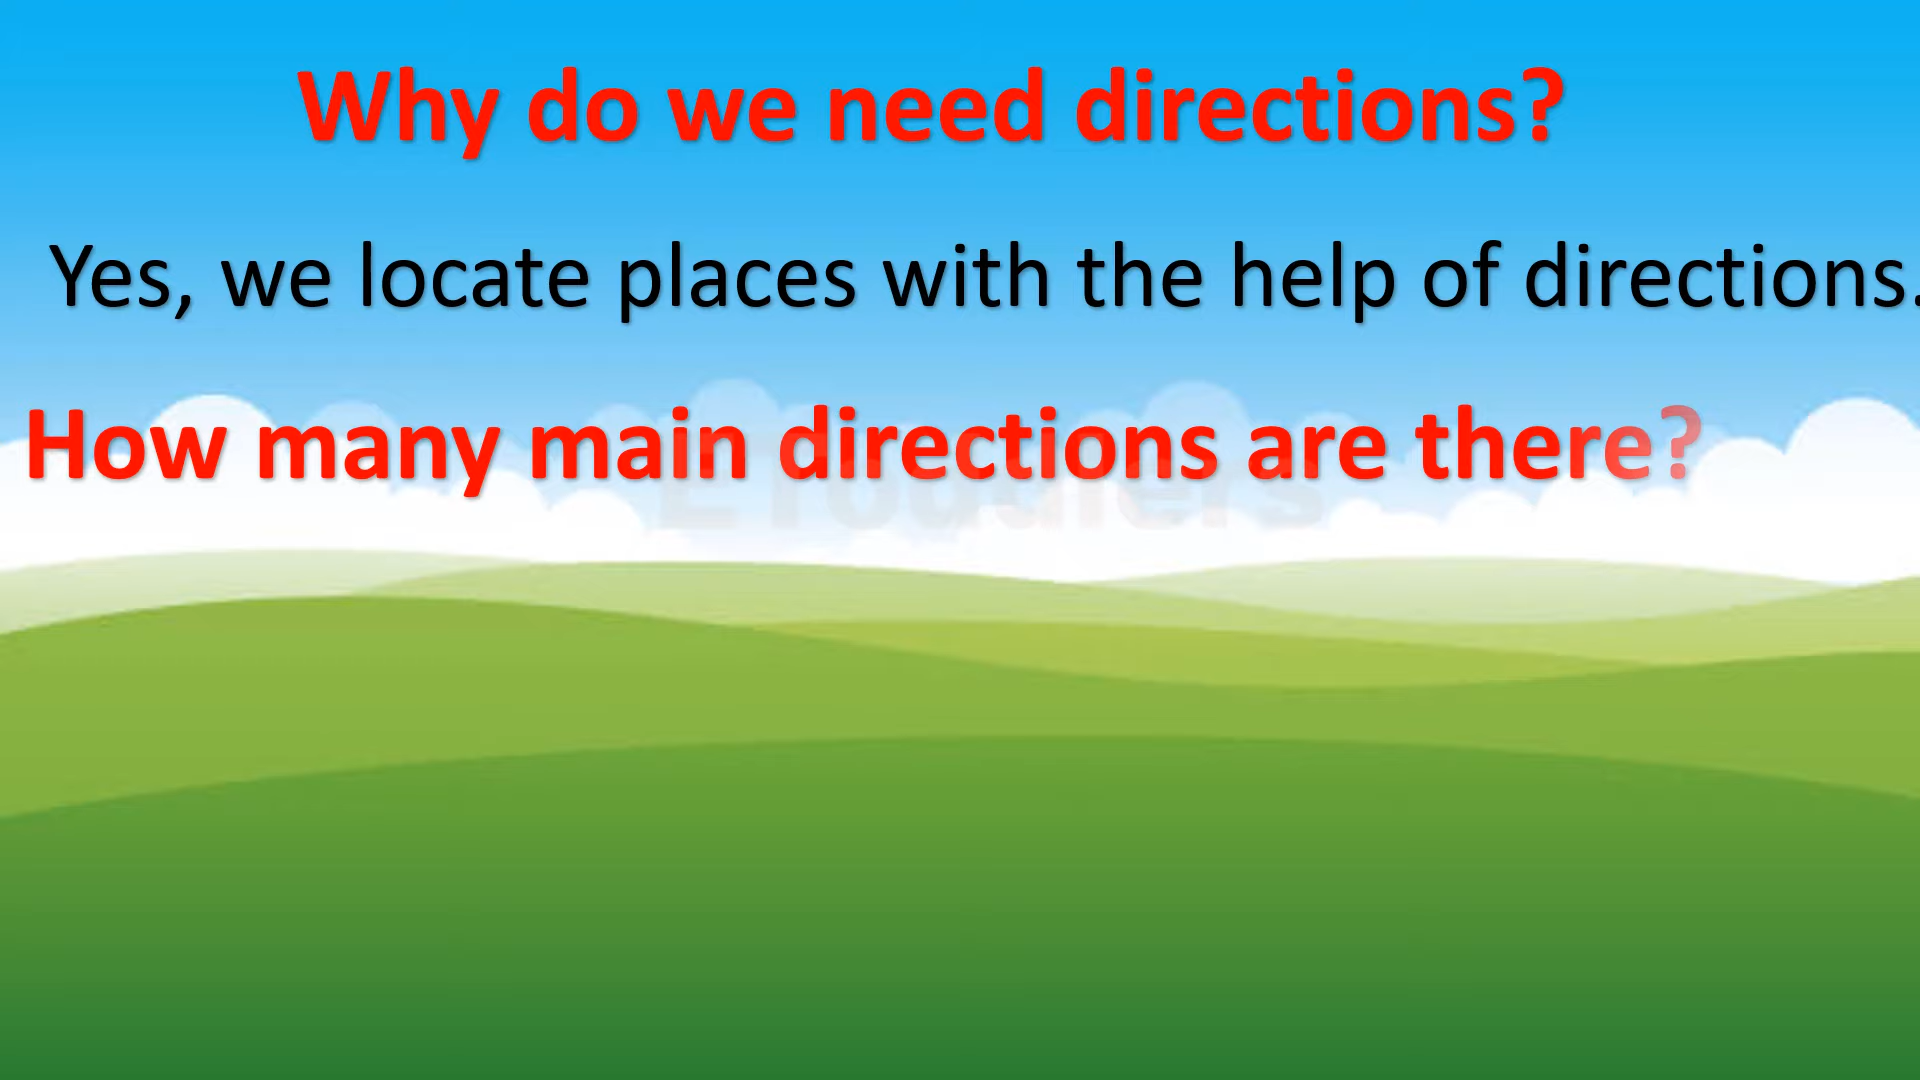 Why do we need directions?
Yes, we locate places with the help of directions.
How many main directions are there?